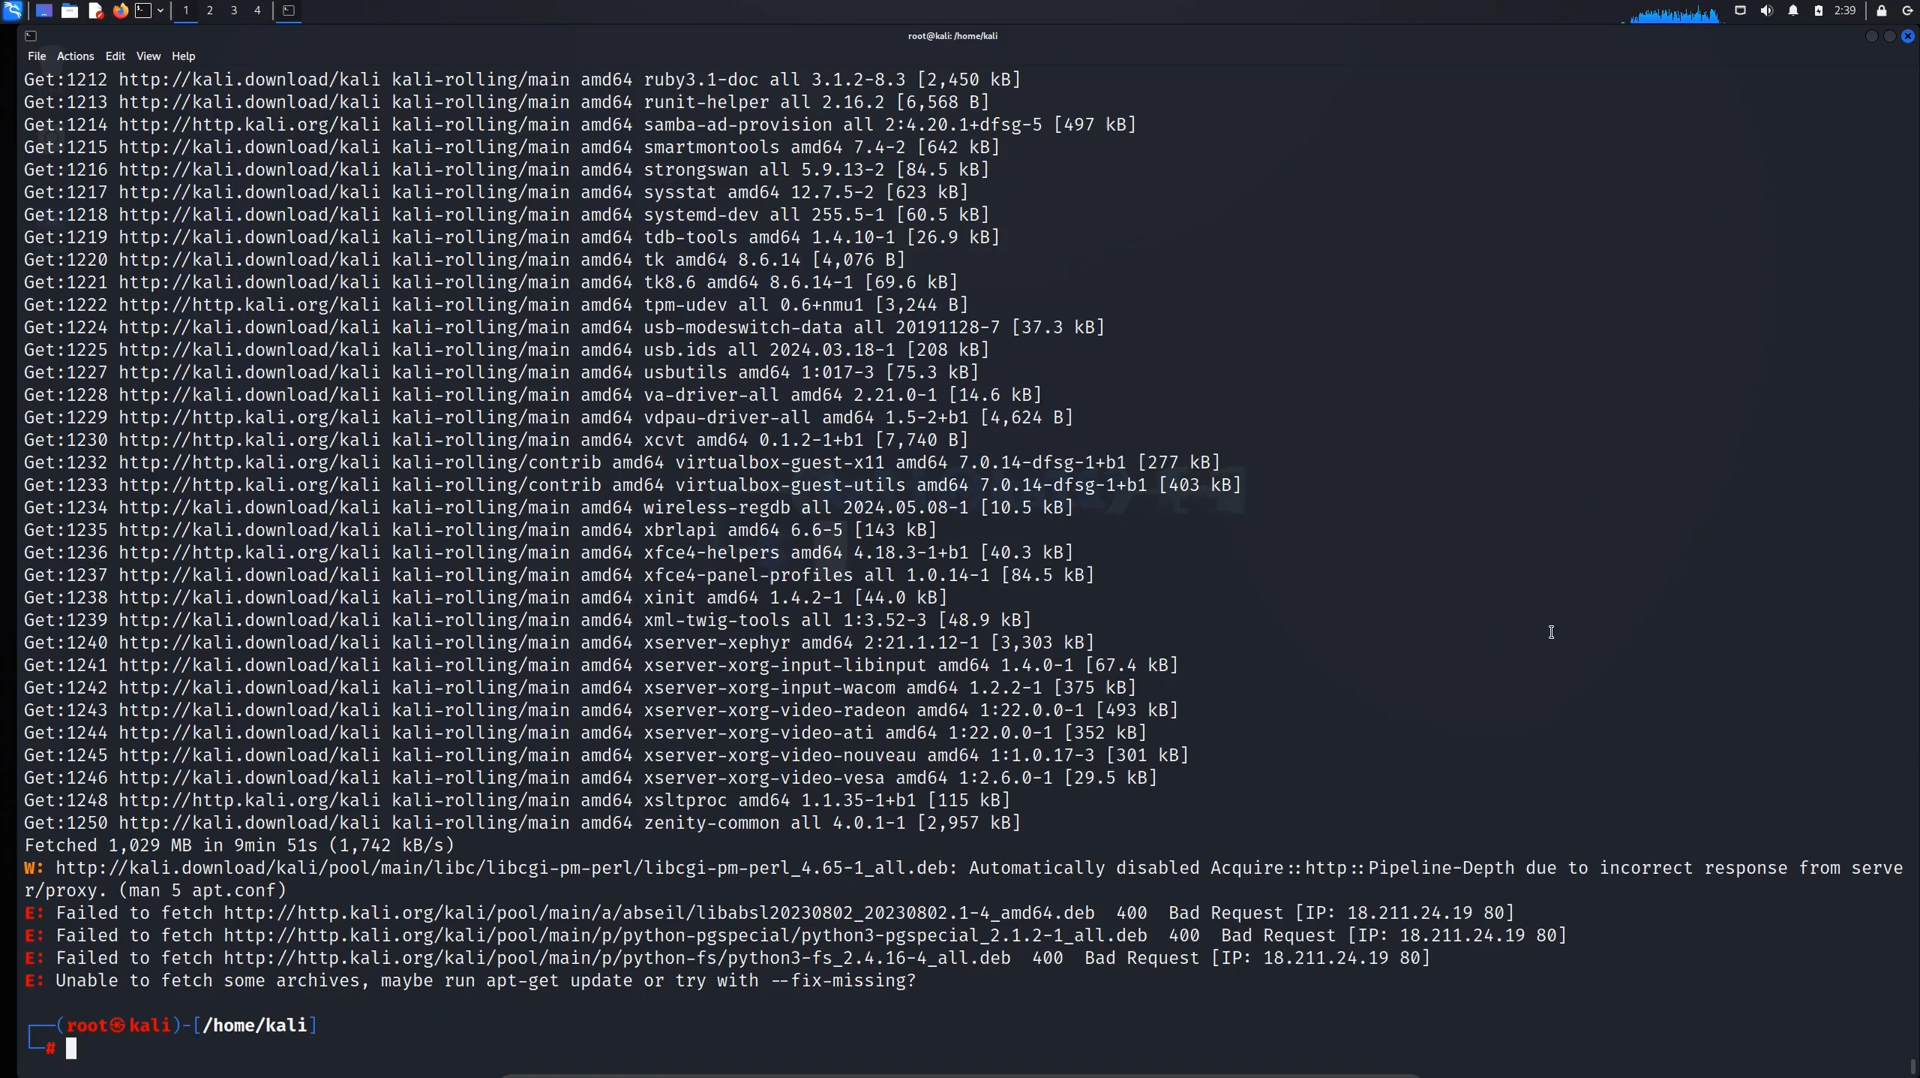 1 2 3 4 2:39
root@kali: /home/kali
File Actions Edit View Help
Get:1212 http://kali.download/kali kali-rolling/main amd64 ruby3.1-doc all 3.1.2-8.3 [2,450 kB]
Get:1213 http://kali.download/kali kali-rolling/main amd64 runit-helper all 2.16.2 [6,568 B]
Get:1214 http://http.kali.org/kali kali-rolling/main amd64 samba-ad-provision all 2:4.20.1+dfsg-5 [497 kB]
Get:1215 http://kali.download/kali kali-rolling/main amd64 smartmontools amd64 7.4-2 [642 kB]
Get:1216 http://kali.download/kali kali-rolling/main amd64 strongswan all 5.9.13-2 [84.5 kB]
Get:1217 http://kali.download/kali kali-rolling/main amd64 sysstat amd64 12.7.5-2 [623 kB]
Get:1218 http://kali.download/kali kali-rolling/main amd64 systemd-dev all 255.5-1 [60.5 kB]
Get:1219 http://kali.download/kali kali-rolling/main amd64 tdb-tools amd64 1.4.10-1 [26.9 kB]
Get:1220 http://kali.download/kali kali-rolling/main amd64 tk amd64 8.6.14 [4,076 B]
Get:1221 http://kali.download/kali kali-rolling/main amd64 tk8.6 amd64 8.6.14-1 [69.6 kB]
Get:1222 http://http.kali.org/kali kali-rolling/main amd64 tpm-udev all 0.6+nmu1 [3,244 B]
Get:1224 http://kali.download/kali kali-rolling/main amd64 usb-modeswitch-data all 20191128-7 [37.3 kB]
Get:1225 http://kali.download/kali kali-rolling/main amd64 usb.ids all 2024.03.18-1 [208 kB]
Get:1227 http://kali.download/kali kali-rolling/main amd64 usbutils amd64 1:017-3 [75.3 kB]
Get:1228 http://kali.download/kali kali-rolling/main amd64 va-driver-all amd64 2.21.0-1 [14.6 kB]
Get:1229 http://http.kali.org/kali kali-rolling/main amd64 vdpau-driver-all amd64 1.5-2+b1 [4,624 B]
Get:1230 http://http.kali.org/kali kali-rolling/main amd64 xcvt amd64 0.1.2-1+b1 [7,740 B]
Get:1232 http://http.kali.org/kali kali-rolling/contrib amd64 virtualbox-guest-x11 amd64 7.0.14-dfsg-1+b1 [277 kB]
Get:1233 http://http.kali.org/kali kali-rolling/contrib amd64 virtualbox-guest-utils amd64 7.0.14-dfsg-1+b1 [403 kB]
Get:1234 http://kali.download/kali kali-rolling/main amd64 wireless-regdb all 2024.05.08-1 [10.5 kB]
Get:1235 http://kali.download/kali kali-rolling/main amd64 xbrlapi amd64 6.6-5 [143 kB]
Get:1236 http://http.kali.org/kali kali-rolling/main amd64 xfce4-helpers amd64 4.18.3-1+b1 [40.3 kB]
Get:1237 http://kali.download/kali kali-rolling/main amd64 xfce4-panel-profiles all 1.0.14-1 [84.5 kB]
Get:1238 http://kali.download/kali kali-rolling/main amd64 xinit amd64 1.4.2-1 [44.0 kB]
Get:1239 http://kali.download/kali kali-rolling/main amd64 xml-twig-tools all 1:3.52-3 [48.9 kB]
Get:1240 http://kali.download/kali kali-rolling/main amd64 xserver-xephyr amd64 2:21.1.12-1 [3,303 kB]
Get:1241 http://kali.download/kali kali-rolling/main amd64 xserver-xorg-input-libinput amd64 1.4.0-1 [67.4 kB]
Get:1242 http://kali.download/kali kali-rolling/main amd64 xserver-xorg-input-wacom amd64 1.2.2-1 [375 kB]
Get:1243 http://kali.download/kali kali-rolling/main amd64 xserver-xorg-video-radeon amd64 1:22.0.0-1 [493 kB]
Get:1244 http://kali.download/kali kali-rolling/main amd64 xserver-xorg-video-ati amd64 1:22.0.0-1 [352 kB]
Get:1245 http://kali.download/kali kali-rolling/main amd64 xserver-xorg-video-nouveau amd64 1:1.0.17-3 [301 kB]
Get:1246 http://kali.download/kali kali-rolling/main amd64 xserver-xorg-video-vesa amd64 1:2.6.0-1 [29.5 kB]
Get:1248 http://http.kali.org/kali kali-rolling/main amd64 xsltproc amd64 1.1.35-1+b1 [115 kB]
Get:1250 http://http.kali.org/kali kali-rolling/main amd64 zenity-common all 4.0.1-1 [2,957 kB]
Fetched 1,029 MB in 9min 51s (1,742 kB/s)
W: http://kali.download/kali/pool/main/libc/libcgi-pm-perl/libcgi-pm-perl_4.65-1_all.deb: Automatically disabled Acquire::http::Pipeline-Depth due to incorrect response from serve
r/proxy. (man 5 apt.conf)
E: Failed to fetch http://http.kali.org/kali/pool/main/a/abseil/libabsl20230802_20230802.1-4_amd64.deb  400  Bad Request [IP: 18.211.24.19 80]
E: Failed to fetch http://http.kali.org/kali/pool/main/p/python-pgspecial/python3-pgspecial_2.1.2-1_all.deb  400  Bad Request [IP: 18.211.24.19 80]
E: Failed to fetch http://http.kali.org/kali/pool/main/p/python-fs/python3-fs_2.4.16-4_all.deb  400  Bad Request [IP: 18.211.24.19 80]
E: Unable to fetch some archives, maybe run apt-get update or try with --fix-missing?
┌──(root㉿kali)-[/home/kali]
└─#